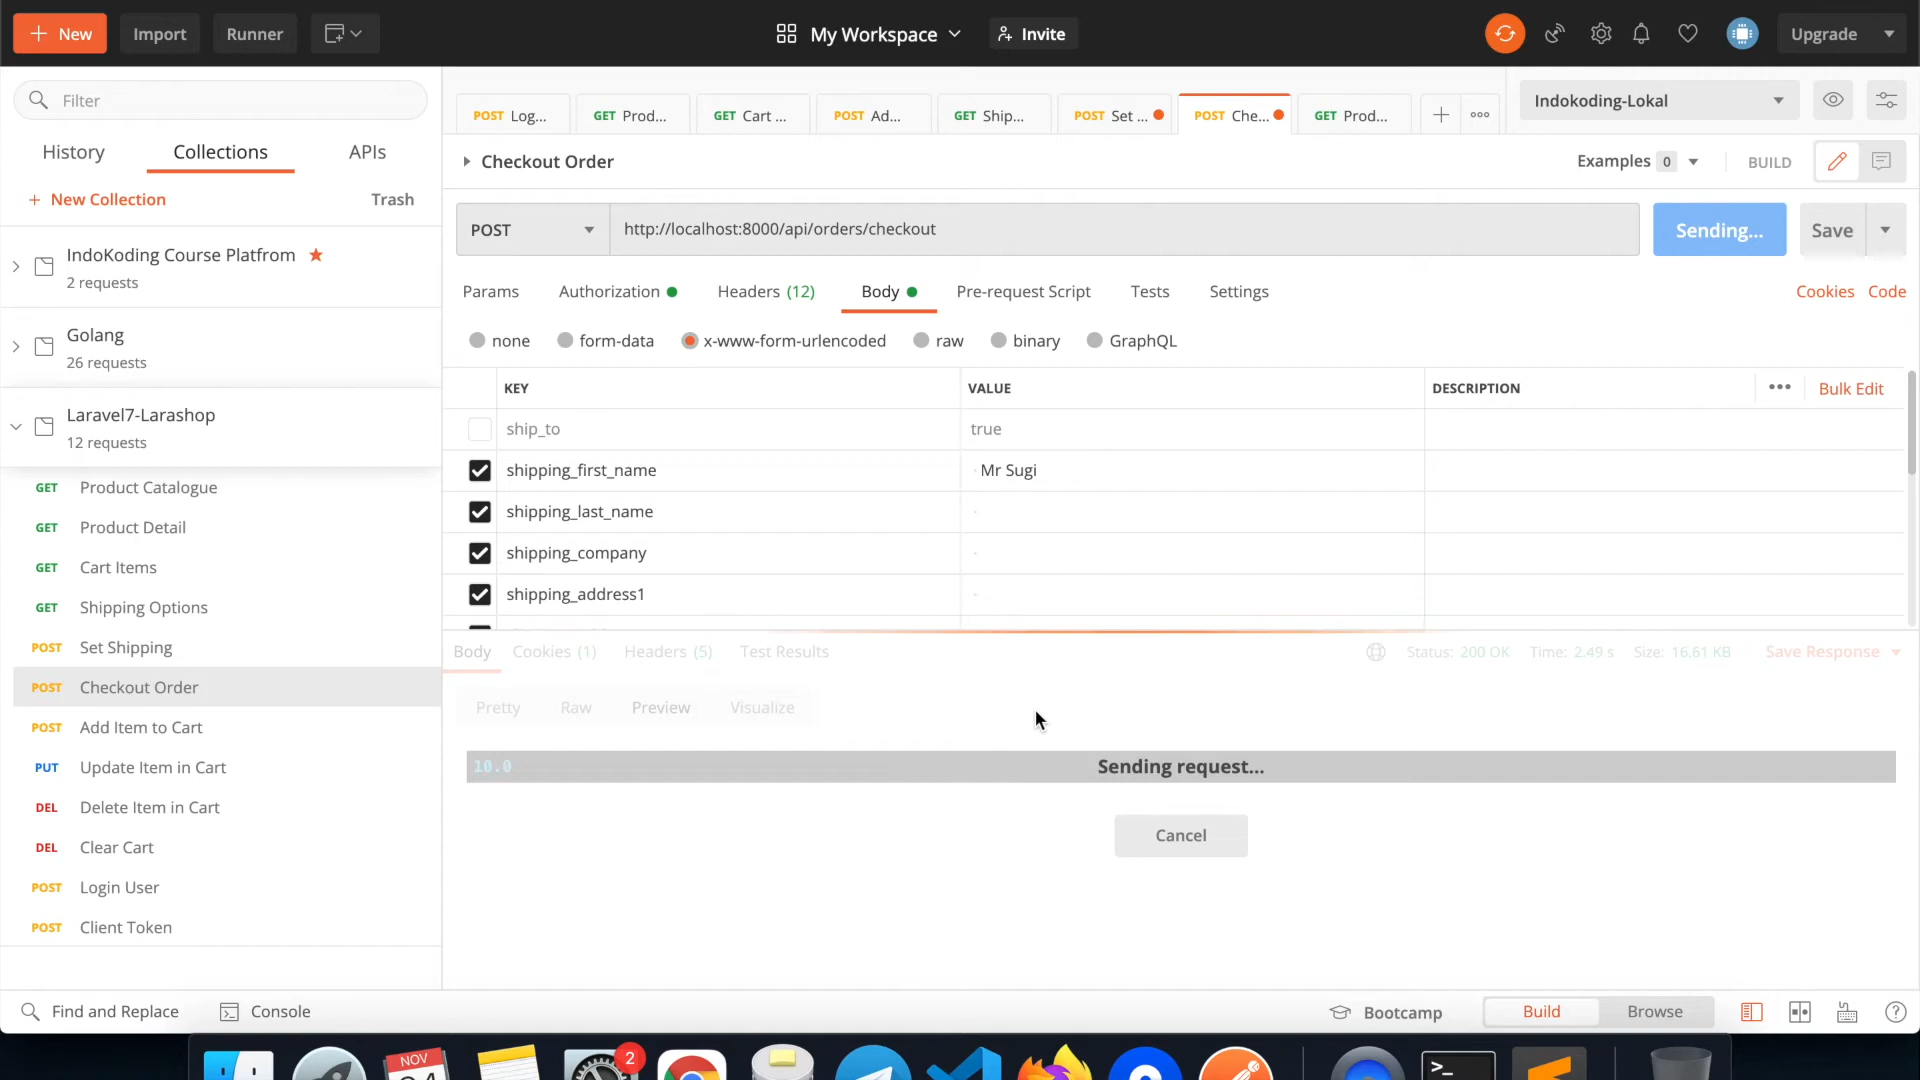 New
Import
Runner
My Workspace
Invite
Upgrade
Filter
POST Log...
GET Prod...
GET Cart ...
POST Ad...
GET Ship...
POST Set ...
POST Che...
GET Prod...
Indokoding-Lokal
History
Collections
APIs
Checkout Order
Examples 0
BUILD
+ New Collection
Trash
POST
http://localhost:8000/api/orders/checkout
Sending...
Save
IndoKoding Course Platfrom
2 requests
Params
Authorization
Headers (12)
Body
Pre-request Script
Tests
Settings
Cookies
Code
Golang
26 requests
none
form-data
x-www-form-urlencoded
raw
binary
GraphQL
KEY
VALUE
DESCRIPTION
Bulk Edit
Laravel7-Larashop
12 requests
ship_to
true
shipping_first_name
Mr Sugi
shipping_last_name
shipping_company
shipping_address1
GET Product Catalogue
GET Product Detail
GET Cart Items
GET Shipping Options
POST Set Shipping
POST Checkout Order
POST Add Item to Cart
PUT Update Item in Cart
DEL Delete Item in Cart
DEL Clear Cart
POST Login User
POST Client Token
Body
Cookies (1)
Headers (5)
Test Results
Status: 200 OK
Time: 2.49 s
Size: 16.61 KB
Save Response
Pretty
Raw
Preview
Visualize
10.0
Sending request...
Cancel
Find and Replace
Console
Bootcamp
Build
Browse
NOV
2